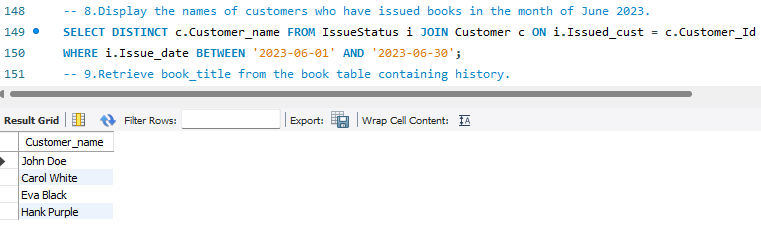 148 -- 8.Display the names of customers who have issued books in the month of June 2023.
149 SELECT DISTINCT c.Customer_name FROM IssueStatus i JOIN Customer c ON i.Issued_cust = c.Customer_Id
150 WHERE i.Issue_date BETWEEN '2023-06-01' AND '2023-06-30';
151 -- 9.Retrieve book_title from the book table containing history.
Result Grid Filter Rows: Export: Wrap Cell Content:
Customer_name
John Doe
Carol White
Eva Black
Hank Purple